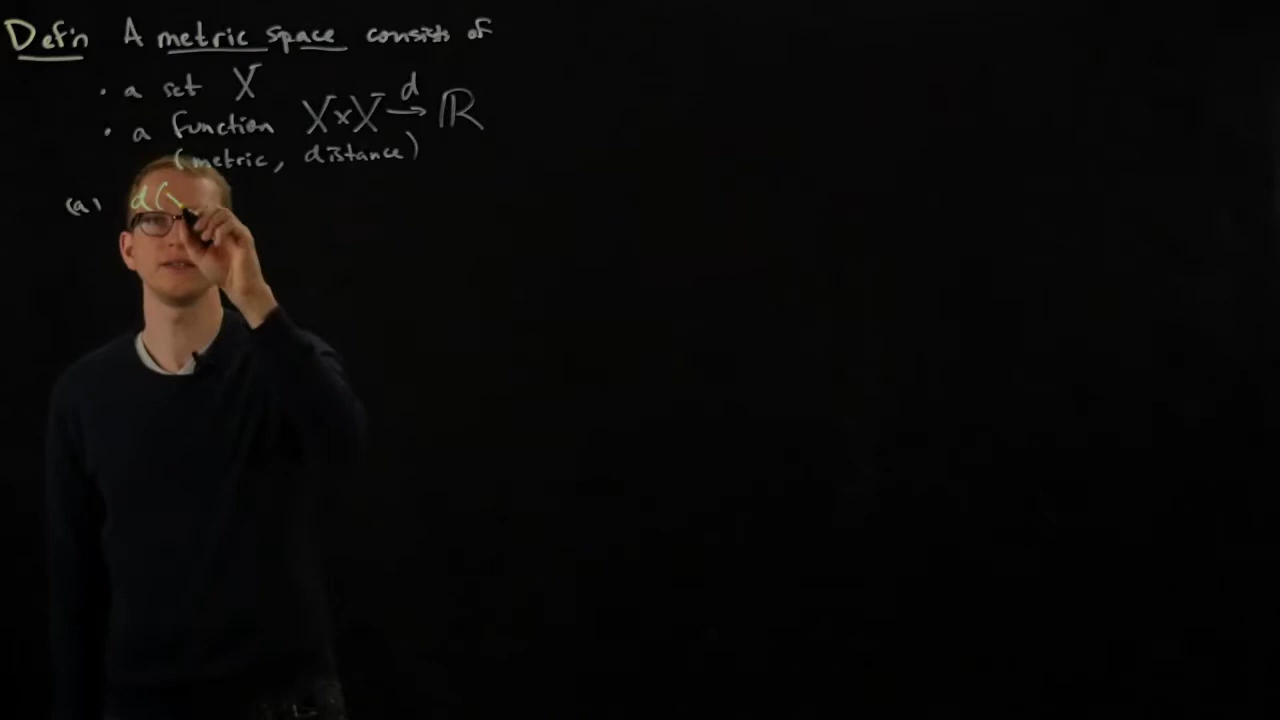 Def'n A metric space consists of
· a set X
· a function X × X →d ℝ
(metric, distance)
(a) d(